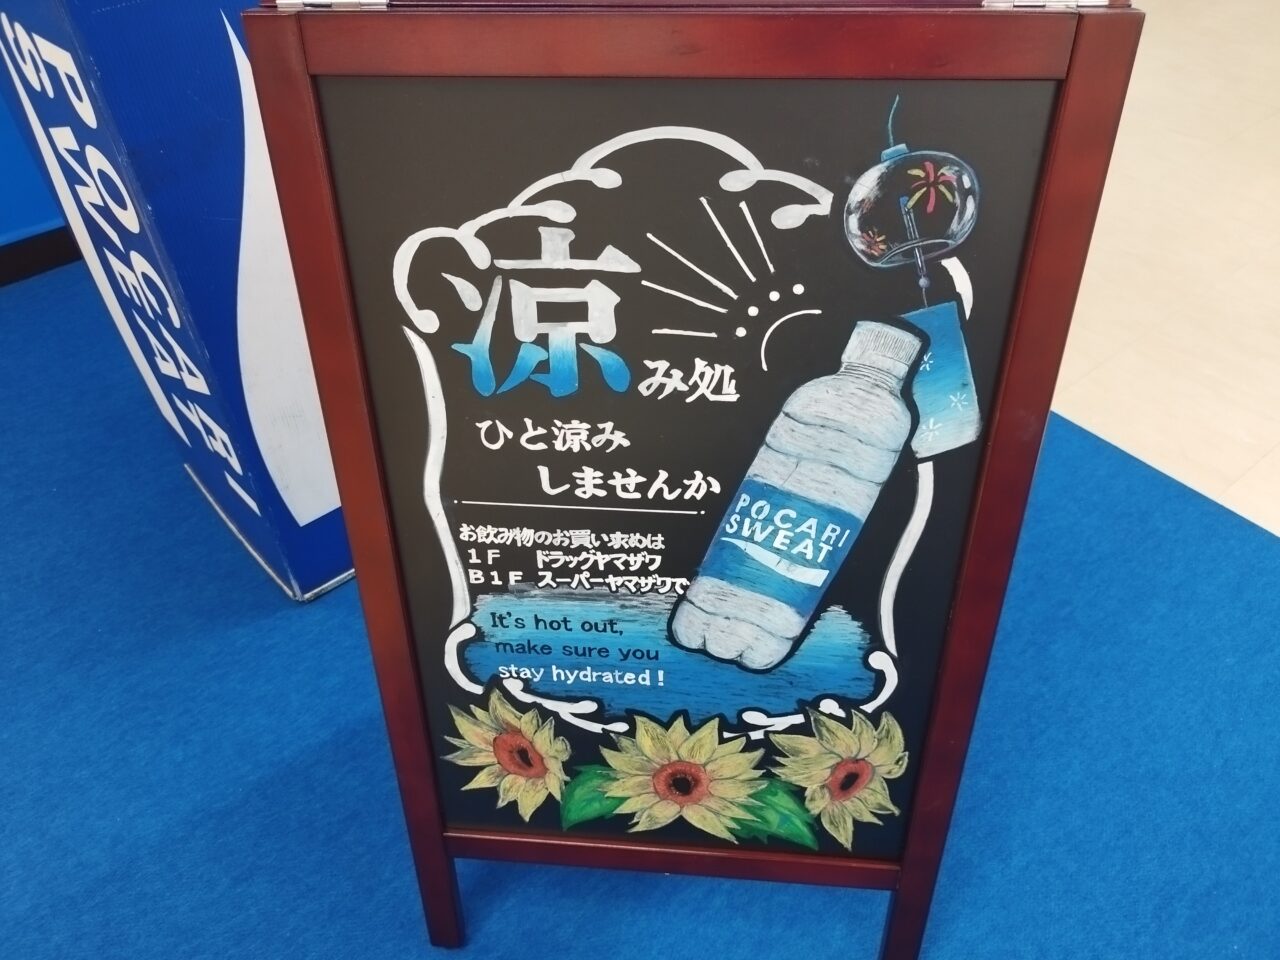 涼み処
ひと涼み
しませんか
お飲み物のお買い求めは
1F ドラッグヤマザワ
B1F スーパーヤマザワで
It's hot out,
make sure you
stay hydrated!
POCARI
SWEAT
POCARI
SWE